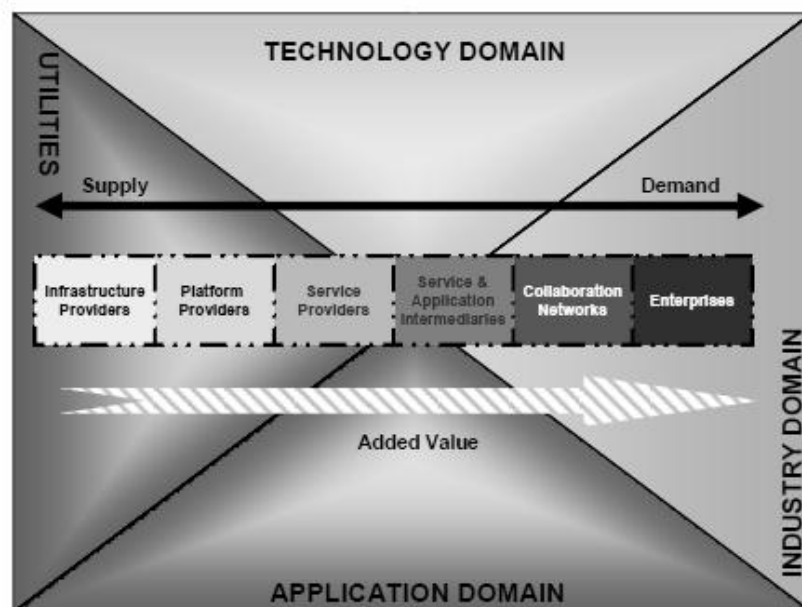 TECHNOLOGY DOMAIN
UTILITIES
Supply
Demand
Infrastructure
Providers
Platform
Providers
Service
Providers
Service &
Application
Intermediaries
Collaboration
Networks
Enterprises
Added Value
INDUSTRY DOMAIN
APPLICATION DOMAIN